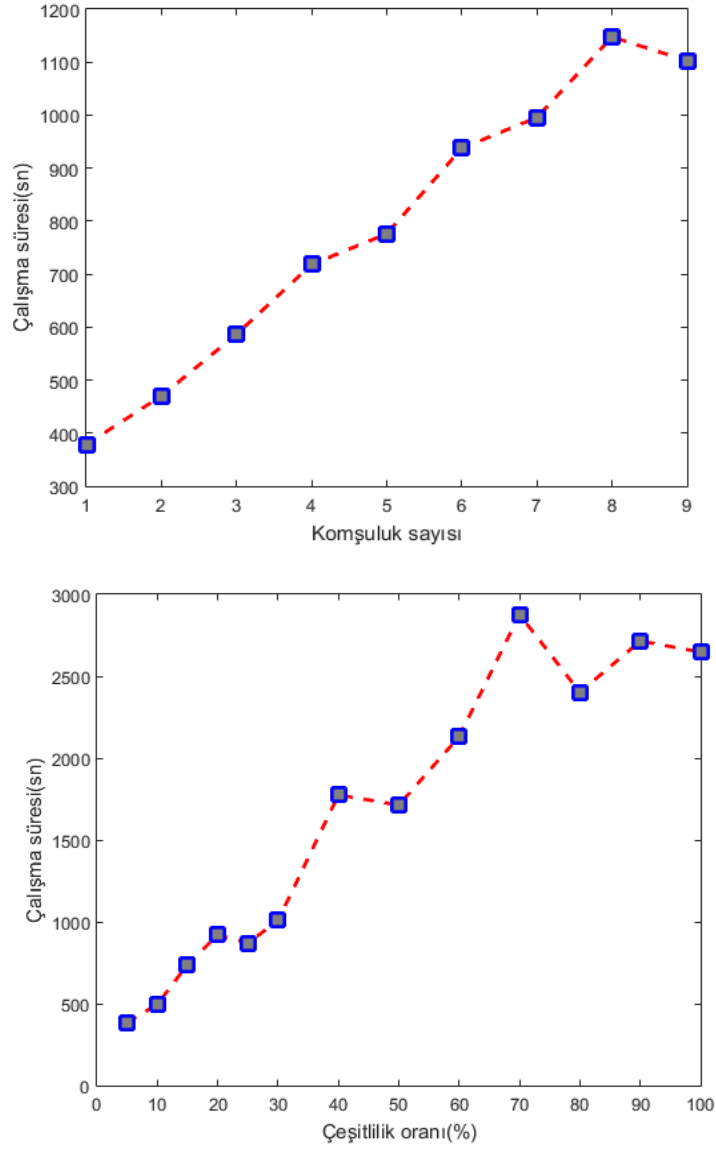 1200
1100
1000
900
800
700
600
500
400
300
Çalışma süresi(sn)
1 2 3 4 5 6 7 8 9
Komşuluk sayısı
3000
2500
2000
1500
1000
500
0
Çalışma süresi(sn)
0 10 20 30 40 50 60 70 80 90 100
Çeşitlilik oranı(%)